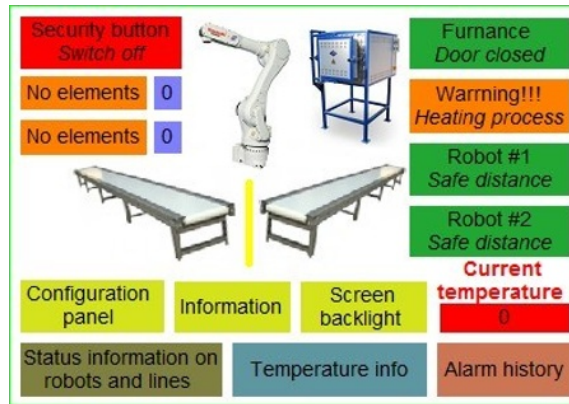 Security button
Switch off
No elements 0
No elements 0
Furnance
Door closed
Warrning!!!
Heating process
Robot #1
Safe distance
Robot #2
Safe distance
Current
temperature
0
Configuration
panel
Information
Screen
backlight
Status information on
robots and lines
Temperature info
Alarm history